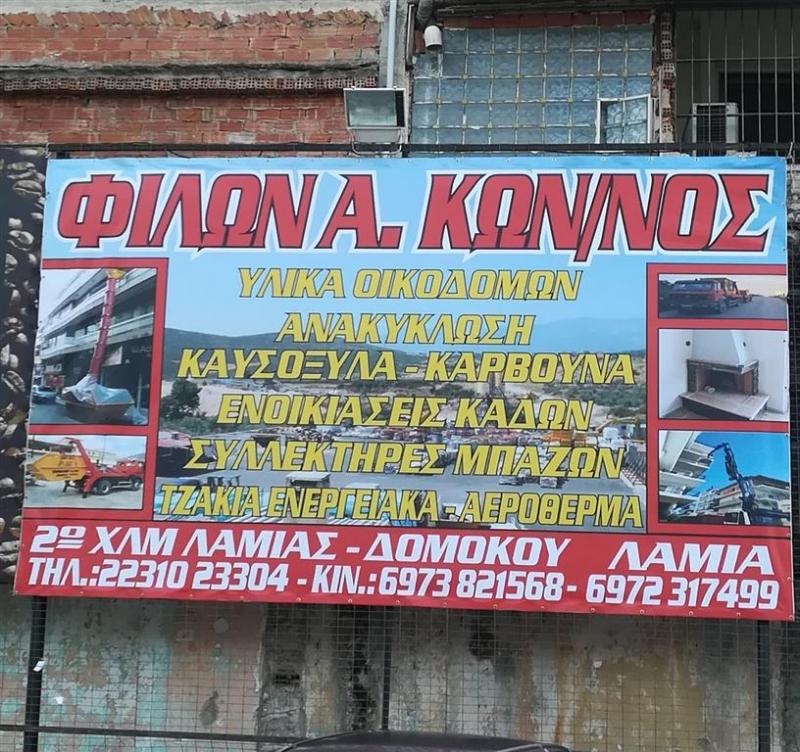 ΦΙΛΩΝ Α. ΚΩΝ/ΝΟΣ
ΥΛΙΚΑ ΟΙΚΟΔΟΜΩΝ
ΑΝΑΚΥΚΛΩΣΗ
ΚΑΥΣΟΞΥΛΑ - ΚΑΡΒΟΥΝΑ
ΕΝΟΙΚΙΑΣΕΙΣ ΚΑΔΩΝ
ΣΥΛΛΕΚΤΗΡΕΣ ΜΠΑΖΩΝ
ΤΖΑΚΙΑ ΕΝΕΡΓΕΙΑΚΑ - ΑΕΡΟΘΕΡΜΑ
2ο ΧΛΜ ΛΑΜΙΑΣ - ΔΟΜΟΚΟΥ ΛΑΜΙΑ
ΤΗΛ.:22310 23304 - ΚΙΝ.:6973 821568 - 6972 317499